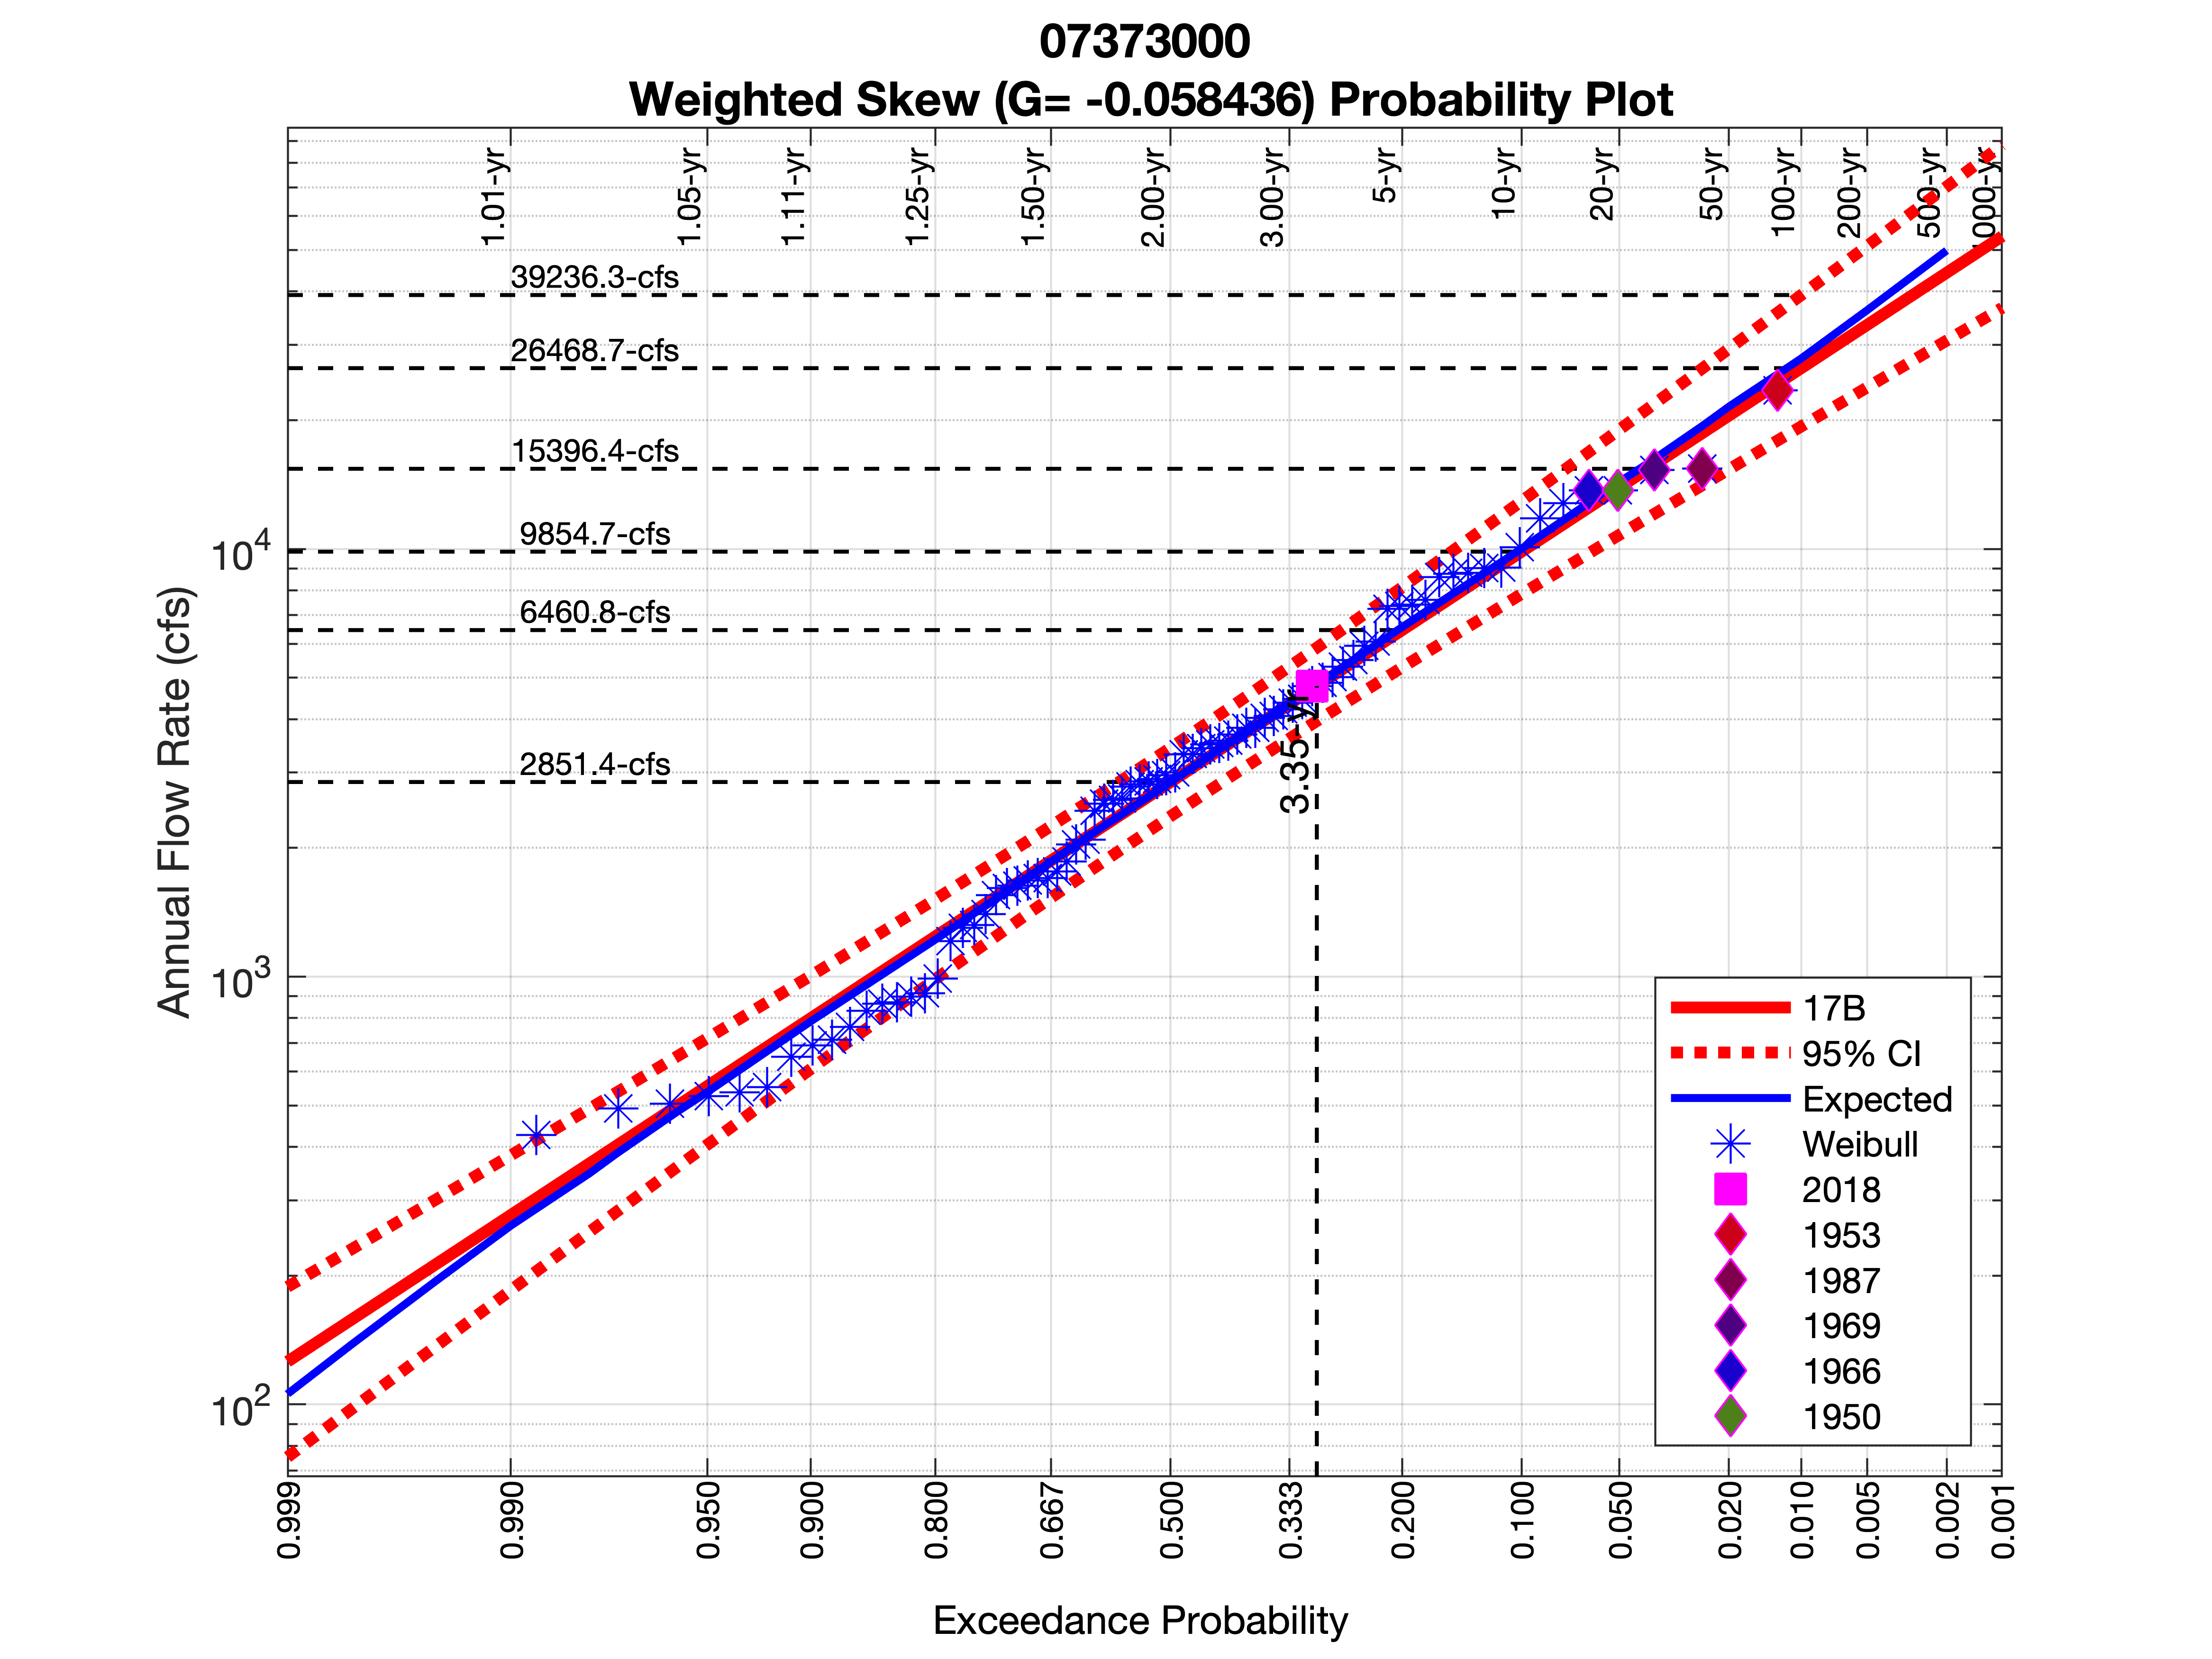 07373000
Weighted Skew (G= -0.058436) Probability Plot
1.01-yr
1.05-yr
1.11-yr
1.25-yr
1.50-yr
2.00-yr
3.00-yr
5-yr
10-yr
20-yr
50-yr
100-yr
200-yr
500-yr
1000-yr
39236.3-cfs
26468.7-cfs
15396.4-cfs
9854.7-cfs
6460.8-cfs
2851.4-cfs
3.35-yr
10^4
10^3
10^2
Annual Flow Rate (cfs)
17B
95% CI
Expected
Weibull
2018
1953
1987
1969
1966
1950
0.999
0.990
0.950
0.900
0.800
0.667
0.500
0.333
0.200
0.100
0.050
0.020
0.010
0.005
0.002
0.001
Exceedance Probability